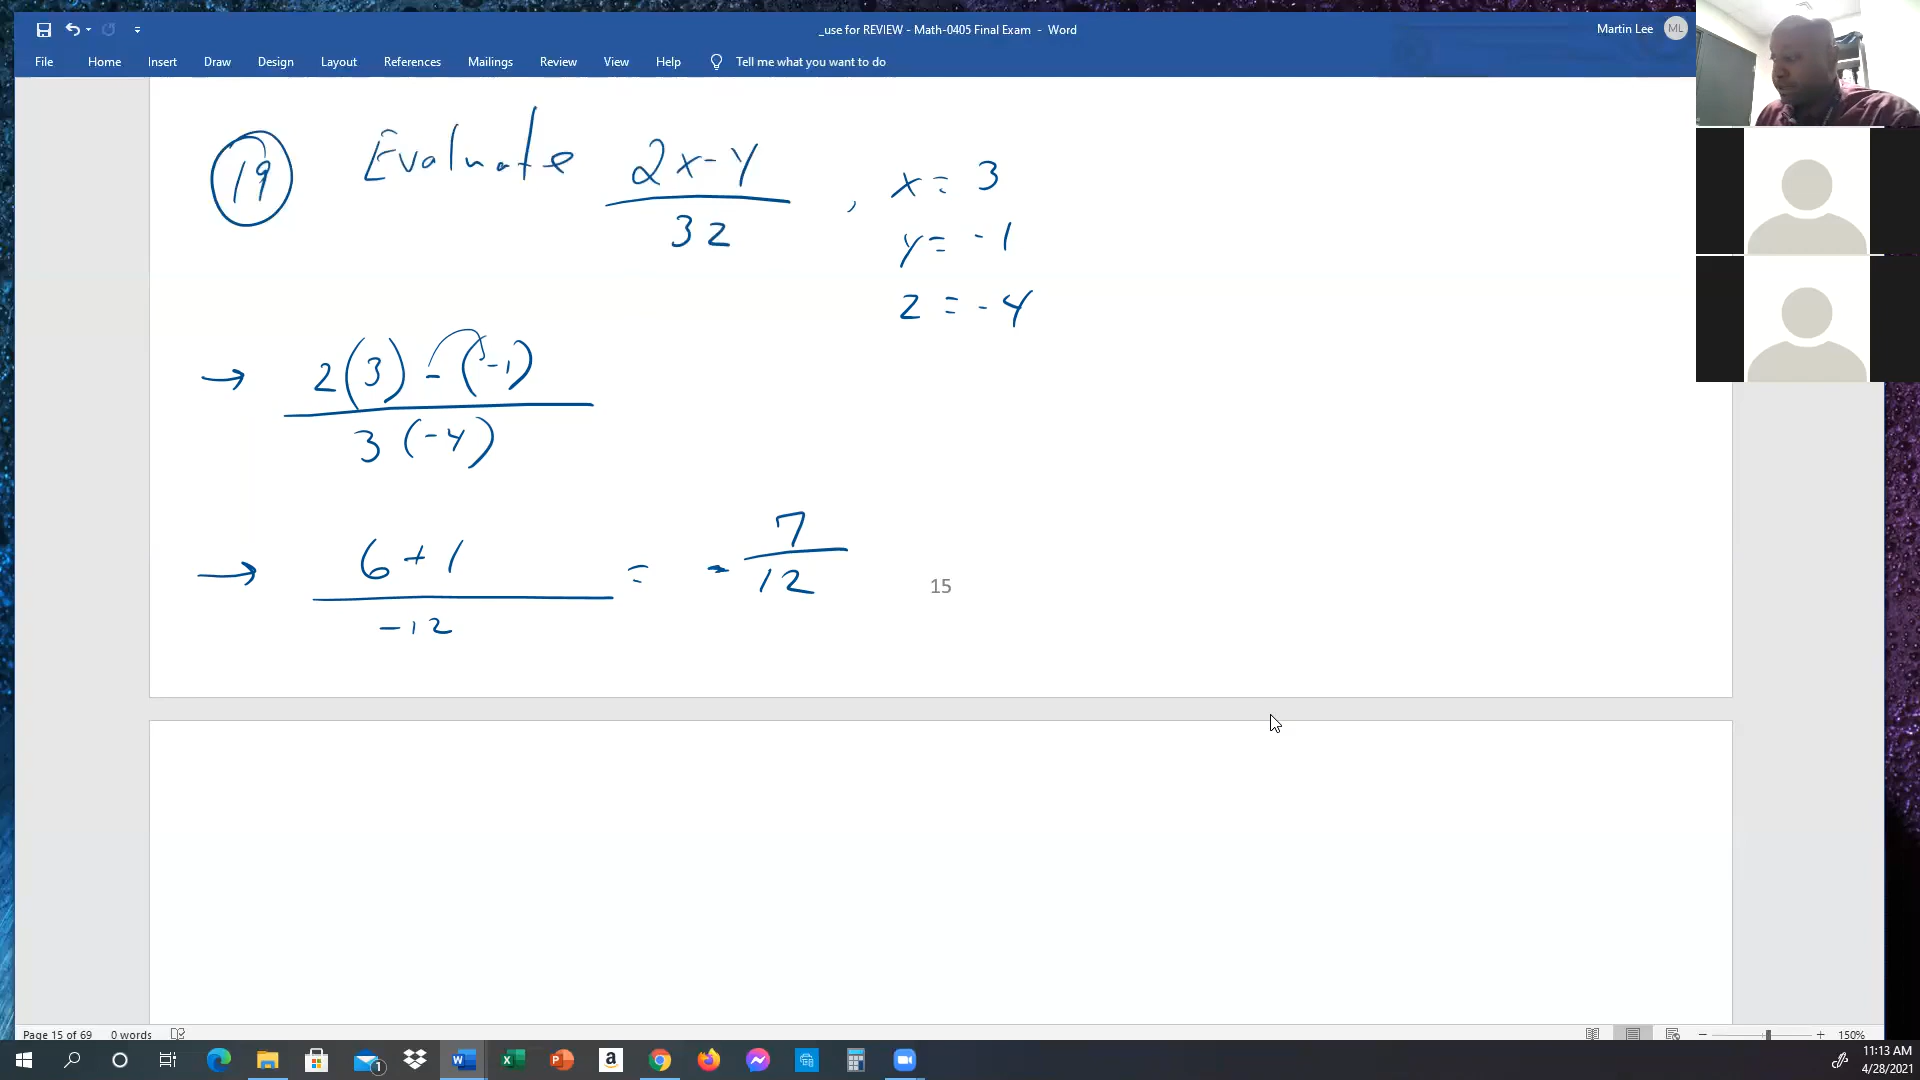 _use for REVIEW - Math-0405 Final Exam - Word
Martin Lee ML
File Home Insert Draw Design Layout References Mailings Review View Help Tell me what you want to do
19 Evaluate 2x-y / 3z , x = 3
y = -1
z = -4
→ 2(3) - (-1) / 3(-4)
→ 6 + 1 / -12 = - 7 / 12
15
Page 15 of 69 0 words 150%
11:13 AM
4/28/2021